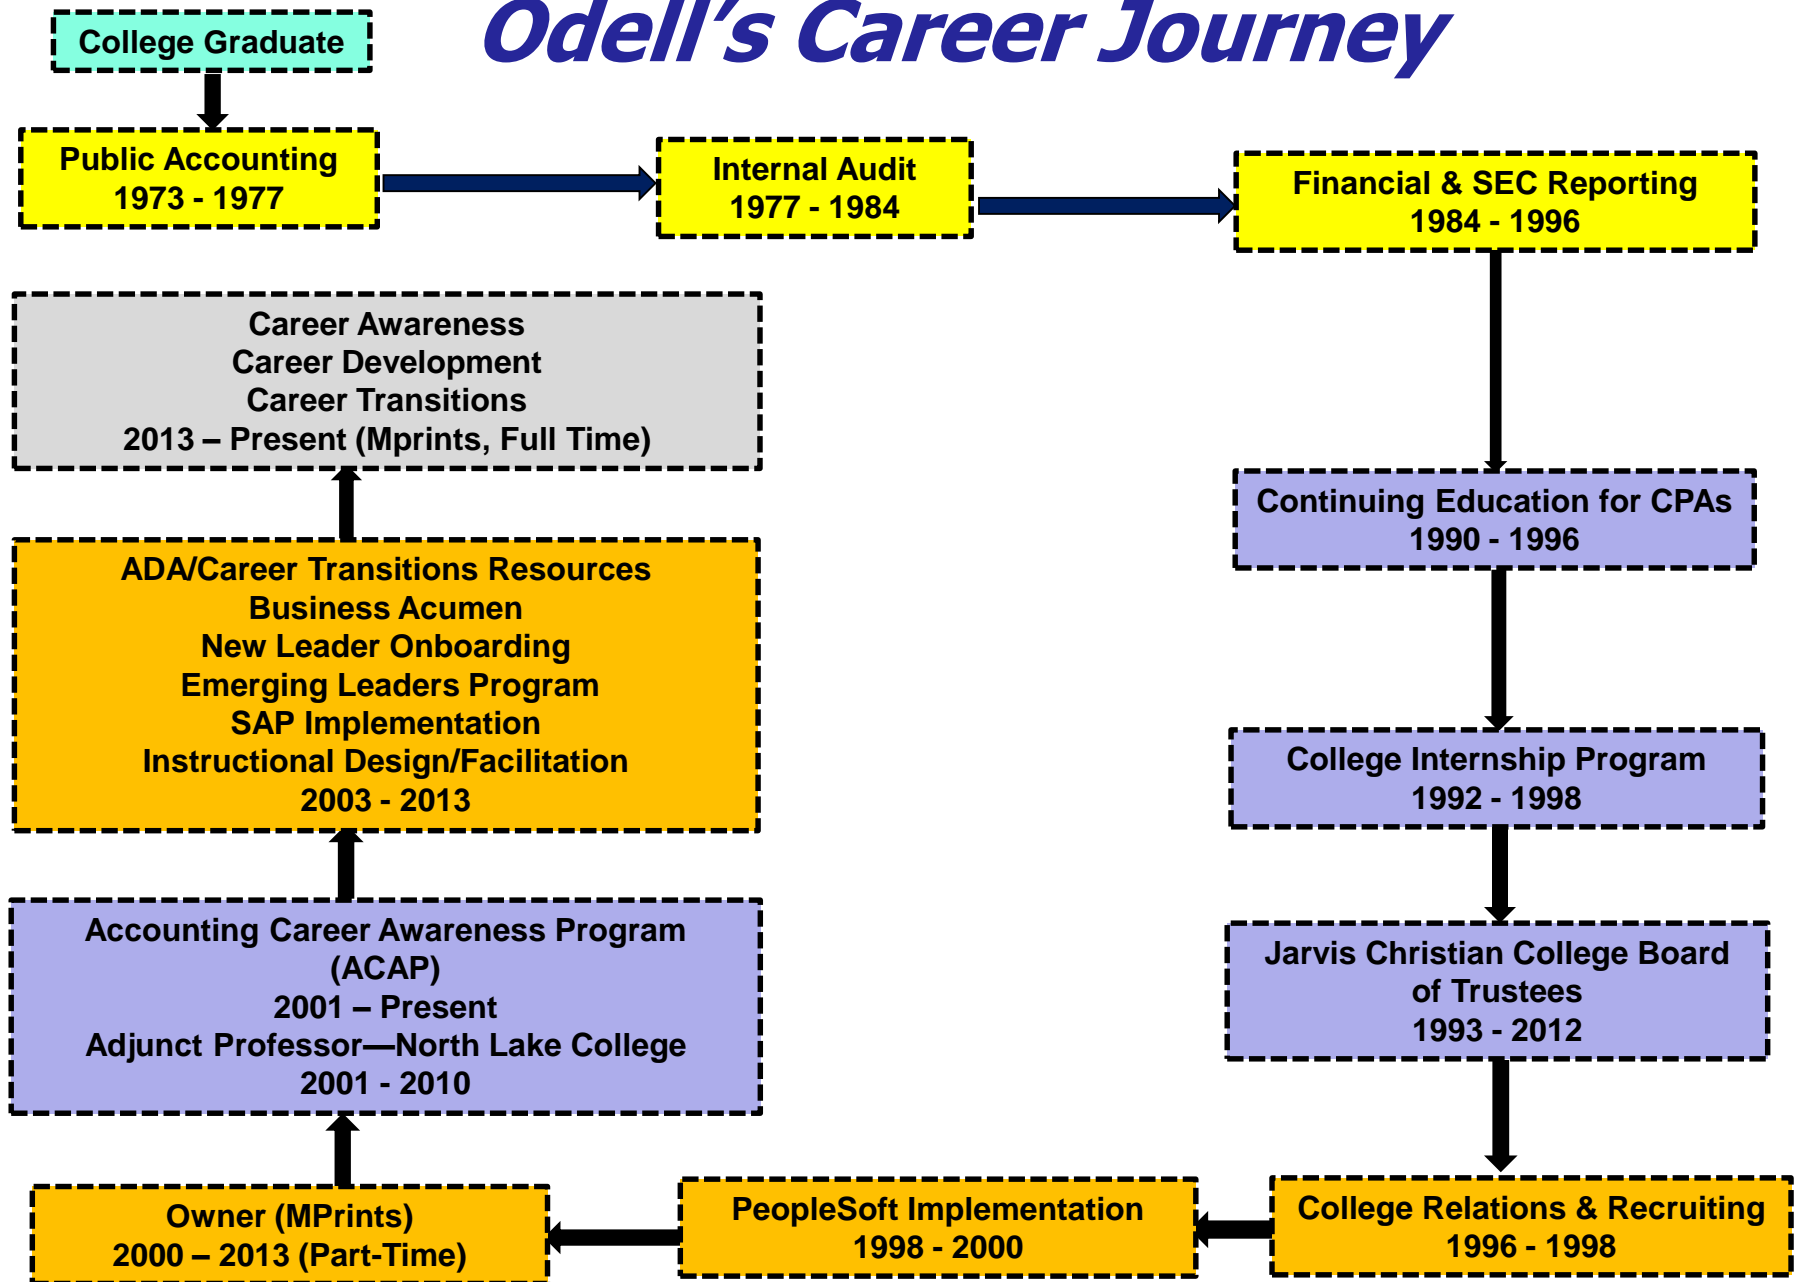 Odell's Career Journey
College Graduate
Public Accounting
1973 - 1977
Internal Audit
1977 - 1984
Financial & SEC Reporting
1984 - 1996
Continuing Education for CPAs
1990 - 1996
College Internship Program
1992 - 1998
Jarvis Christian College Board
of Trustees
1993 - 2012
College Relations & Recruiting
1996 - 1998
PeopleSoft Implementation
1998 - 2000
Owner (MPrints)
2000 – 2013 (Part-Time)
Accounting Career Awareness Program
(ACAP)
2001 – Present
Adjunct Professor—North Lake College
2001 - 2010
ADA/Career Transitions Resources
Business Acumen
New Leader Onboarding
Emerging Leaders Program
SAP Implementation
Instructional Design/Facilitation
2003 - 2013
Career Awareness
Career Development
Career Transitions
2013 – Present (Mprints, Full Time)